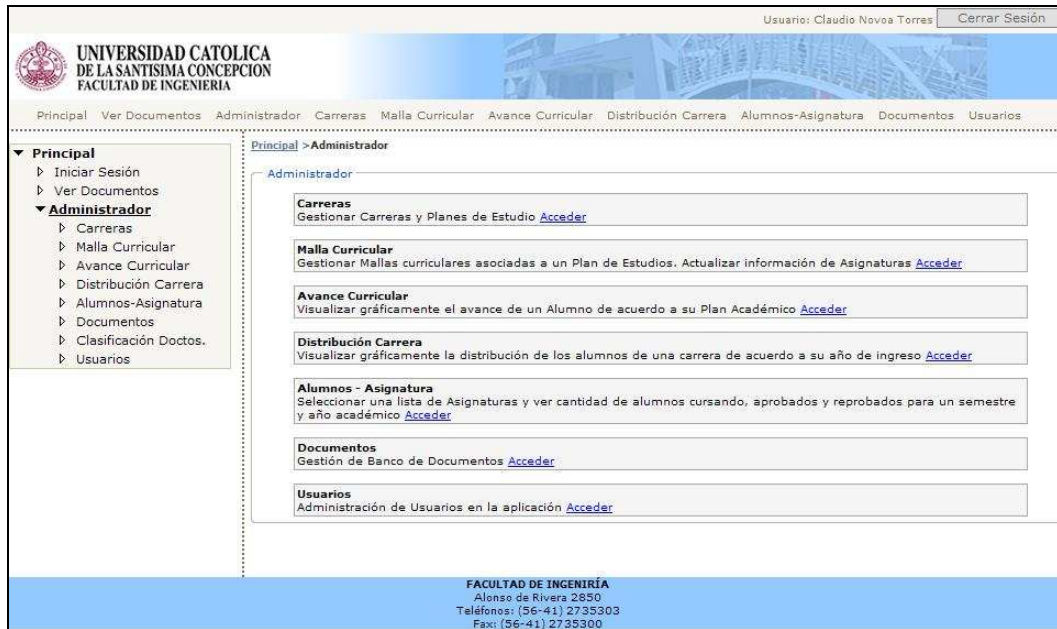 Usuario: Claudio Novoa Torres Cerrar Sesión
UNIVERSIDAD CATOLICA
DE LA SANTISIMA CONCEPCION
FACULTAD DE INGENIERIA
Principal Ver Documentos Administrador Carreras Malla Curricular Avance Curricular Distribución Carrera Alumnos-Asignatura Documentos Usuarios
Principal
Iniciar Sesión
Ver Documentos
Administrador
Carreras
Malla Curricular
Avance Curricular
Distribución Carrera
Alumnos-Asignatura
Documentos
Clasificación Doctos.
Usuarios
Principal >Administrador
Administrador
Carreras
Gestionar Carreras y Planes de Estudio Acceder
Malla Curricular
Gestionar Mallas curriculares asociadas a un Plan de Estudios. Actualizar información de Asignaturas Acceder
Avance Curricular
Visualizar gráficamente el avance de un Alumno de acuerdo a su Plan Académico Acceder
Distribución Carrera
Visualizar gráficamente la distribución de los alumnos de una carrera de acuerdo a su año de ingreso Acceder
Alumnos - Asignatura
Seleccionar una lista de Asignaturas y ver cantidad de alumnos cursando, aprobados y reprobados para un semestre
y año académico Acceder
Documentos
Gestión de Banco de Documentos Acceder
Usuarios
Administración de Usuarios en la aplicación Acceder
FACULTAD DE INGENIRÍA
Alonso de Rivera 2850
Teléfonos: (56-41) 2735303
Fax: (56-41) 2735300